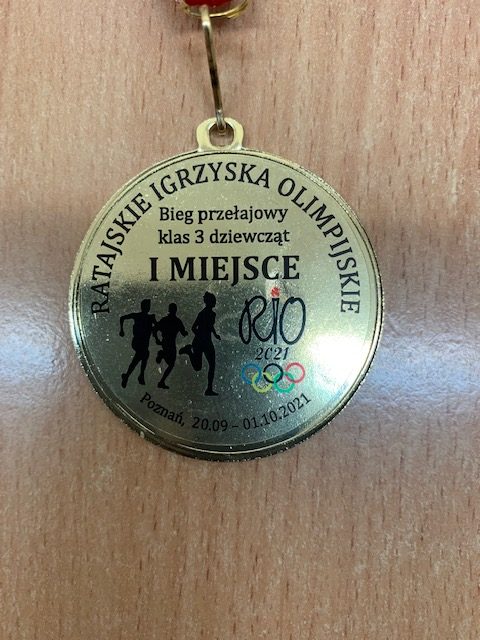 RATAJSKIE IGRZYSKA OLIMPIJSKIE
Bieg przełajowy
klas 3 dziewcząt
I MIEJSCE
RIO
2021
Poznań, 20.09 – 01.10.2021